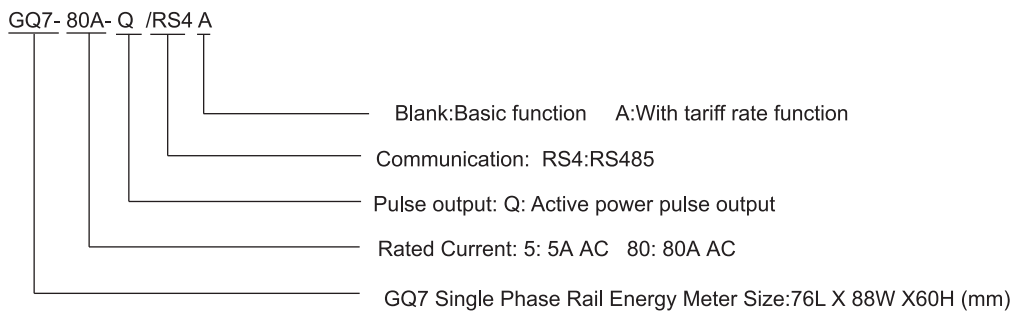 GQ7- 80A- Q /RS4 A
Blank:Basic function A:With tariff rate function
Communication: RS4:RS485
Pulse output: Q: Active power pulse output
Rated Current: 5: 5A AC 80: 80A AC
GQ7 Single Phase Rail Energy Meter Size:76L X 88W X60H (mm)